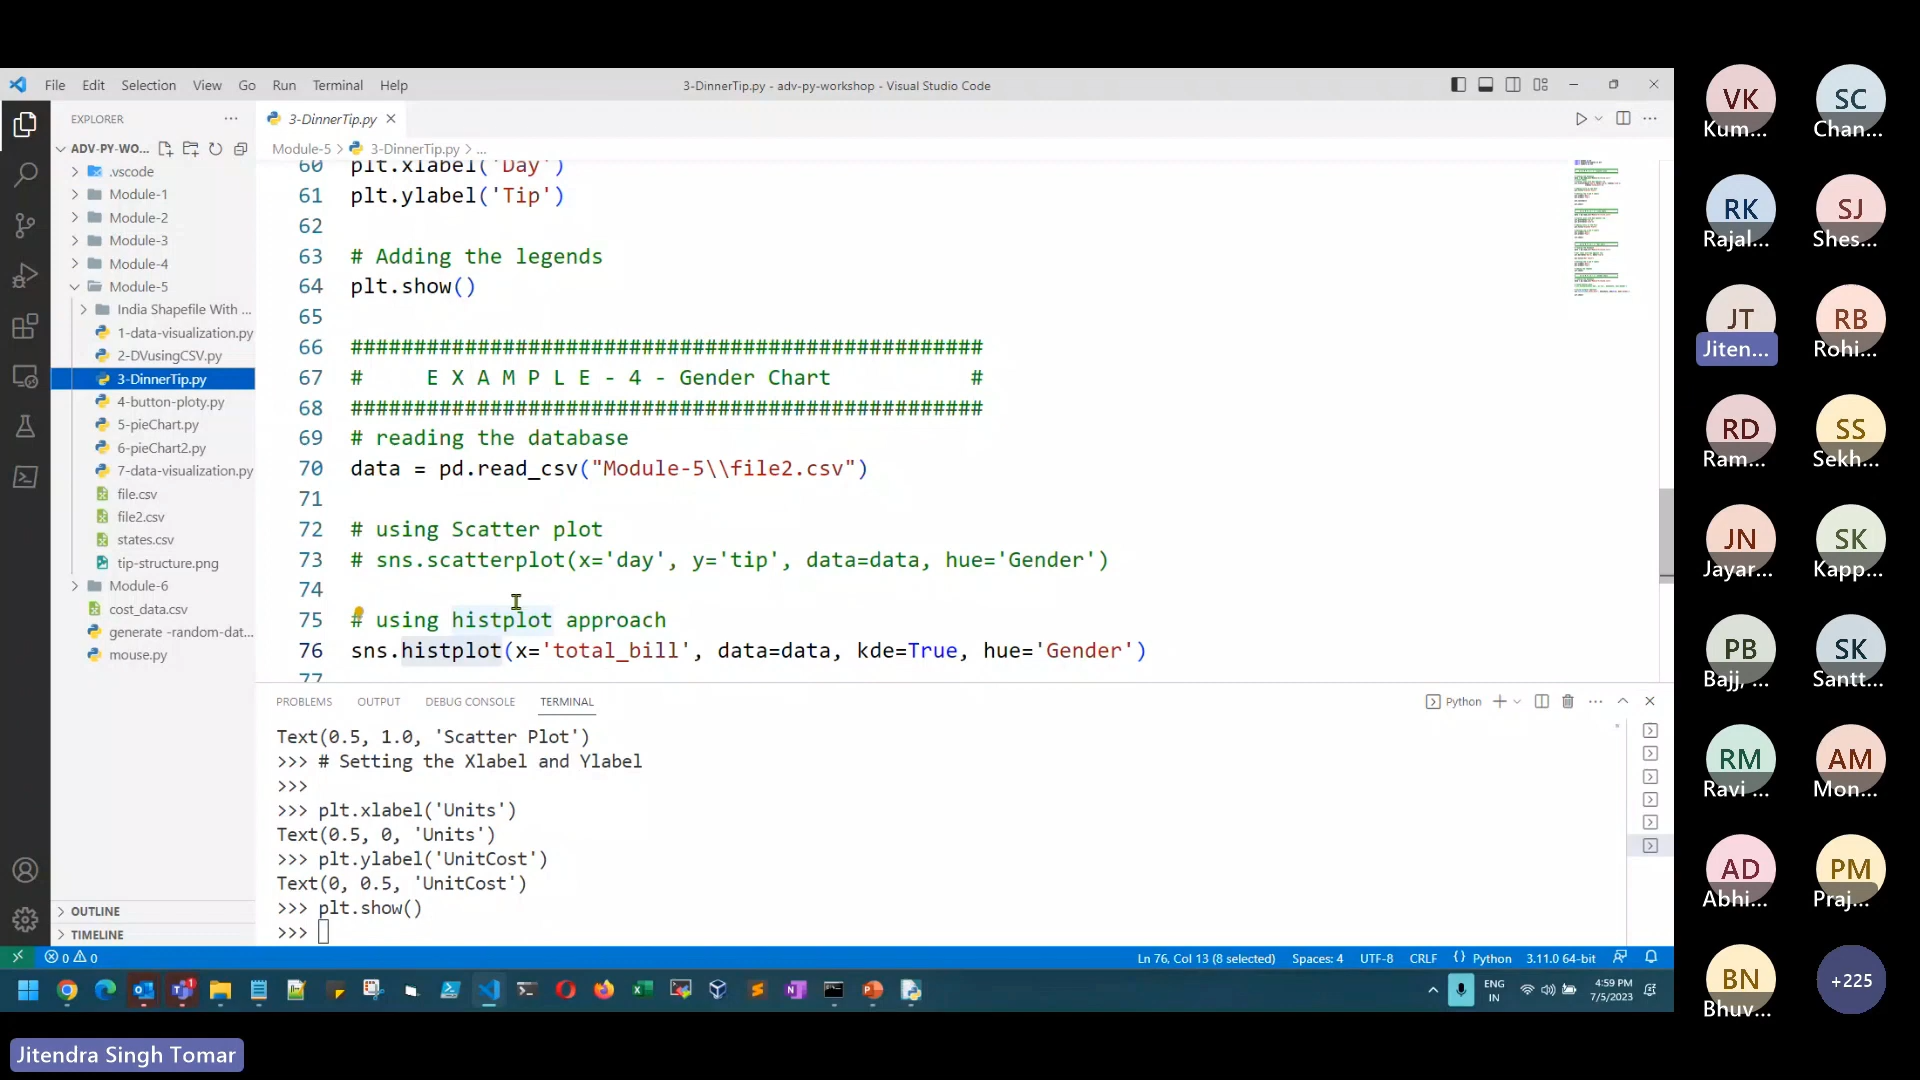 File Edit Selection View Go Run Terminal Help
3-DinnerTip.py - adv-py-workshop - Visual Studio Code
EXPLORER
ADV-PY-WO...
.vscode
Module-1
Module-2
Module-3
Module-4
Module-5
India Shapefile With ...
1-data-visualization.py
2-DVusingCSV.py
3-DinnerTip.py
4-button-ploty.py
5-pieChart.py
6-pieChart2.py
7-data-visualization.py
file.csv
file2.csv
states.csv
tip-structure.png
Module-6
cost_data.csv
generate -random-dat...
mouse.py
OUTLINE
TIMELINE
3-DinnerTip.py
Module-5 > 3-DinnerTip.py > ...
60 plt.xlabel('Day')
61 plt.ylabel('Tip')
62
63 # Adding the legends
64 plt.show()
65
66 ##################################################
67 # E X A M P L E - 4 - Gender Chart #
68 ##################################################
69 # reading the database
70 data = pd.read_csv("Module-5\\file2.csv")
71
72 # using Scatter plot
73 # sns.scatterplot(x='day', y='tip', data=data, hue='Gender')
74
75 # using histplot approach
76 sns.histplot(x='total_bill', data=data, kde=True, hue='Gender')
77
PROBLEMS OUTPUT DEBUG CONSOLE TERMINAL
Python
Text(0.5, 1.0, 'Scatter Plot')
>>> # Setting the Xlabel and Ylabel
>>>
>>> plt.xlabel('Units')
Text(0.5, 0, 'Units')
>>> plt.ylabel('UnitCost')
Text(0, 0.5, 'UnitCost')
>>> plt.show()
>>>
0 0
Ln 76, Col 13 (8 selected) Spaces: 4 UTF-8 CRLF Python 3.11.0 64-bit
ENG
IN
4:59 PM
7/5/2023
VK
Kum...
SC
Chan...
RK
Rajal...
SJ
Shes...
JT
Jiten...
RB
Rohi...
RD
Ram...
SS
Sekh...
JN
Jayar...
SK
Kapp...
PB
Bajj, ...
SK
Santt...
RM
Ravi ...
AM
Mon...
AD
Abhi...
PM
Praj...
BN
Bhuv...
+225
Jitendra Singh Tomar